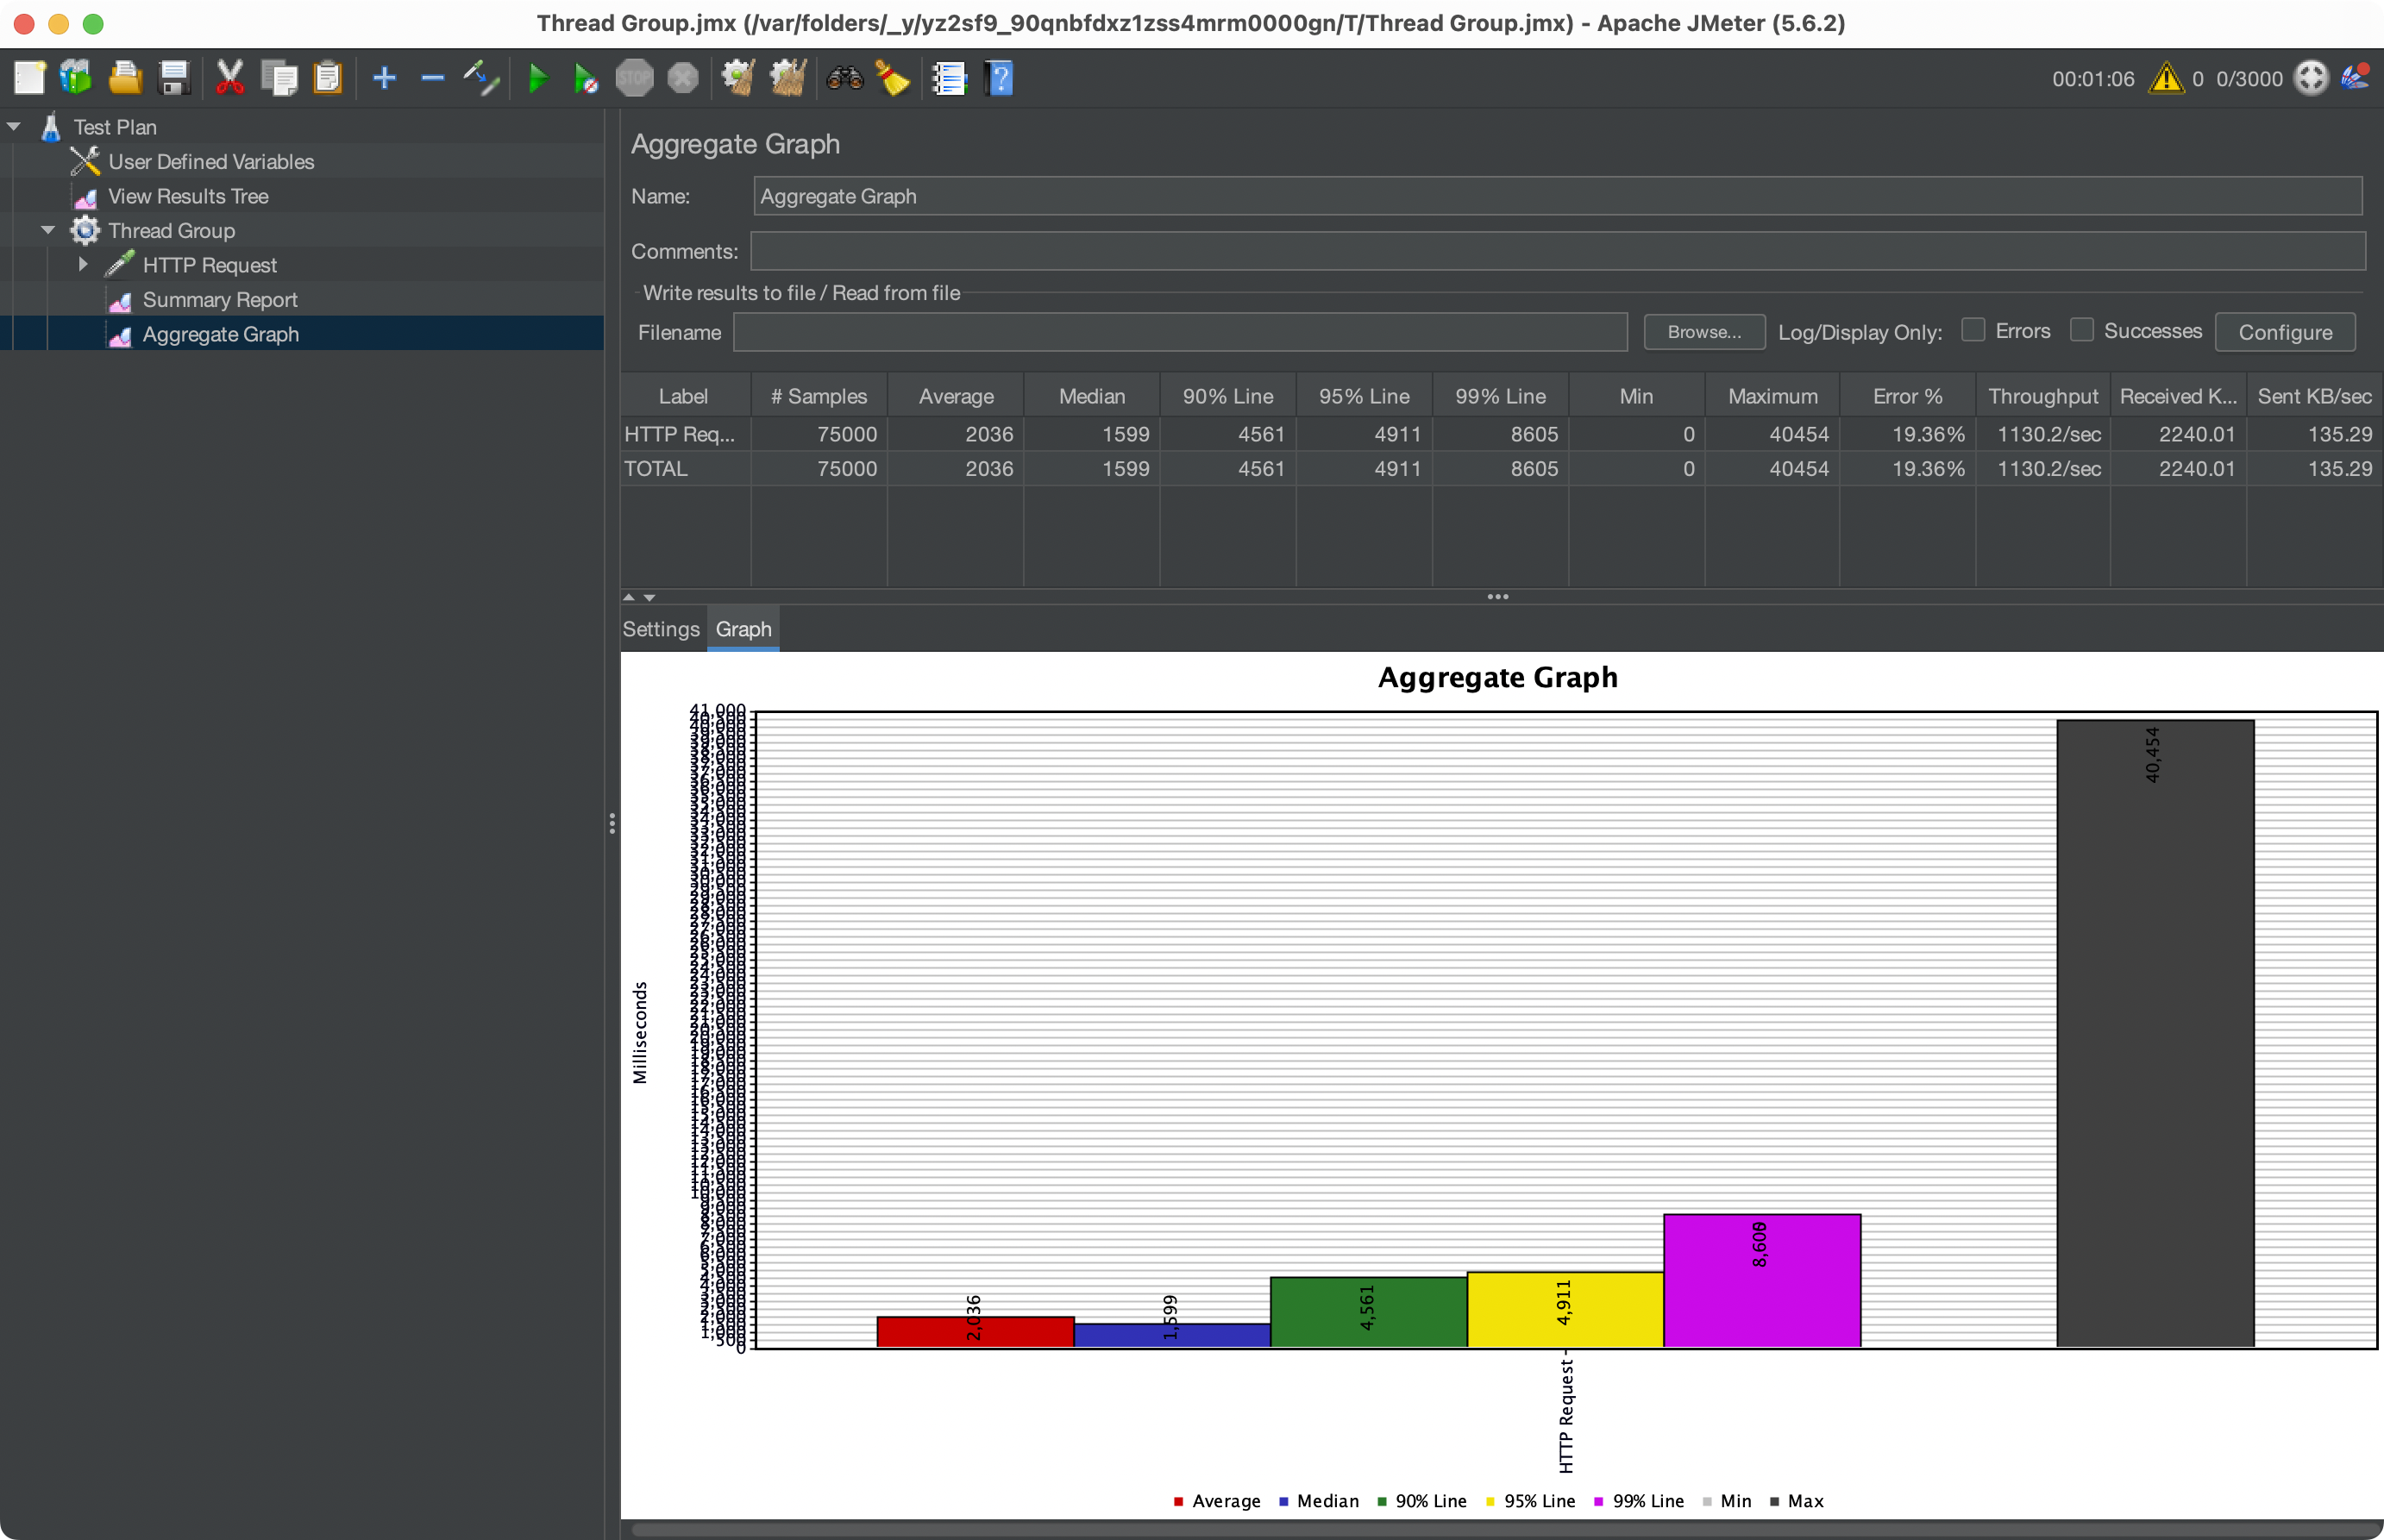 Thread Group.jmx (/var/folders/_y/yz2sf9_90qnbfdxz1zss4mrm0000gn/T/Thread Group.jmx) - Apache JMeter (5.6.2)
STOP
00:01:06 0 0/3000
Test Plan
User Defined Variables
View Results Tree
Thread Group
HTTP Request
Summary Report
Aggregate Graph
Aggregate Graph
Name: Aggregate Graph
Comments:
Write results to file / Read from file
Filename Browse... Log/Display Only: Errors Successes Configure
Label # Samples Average Median 90% Line 95% Line 99% Line Min Maximum Error % Throughput Received K... Sent KB/sec
HTTP Req... 75000 2036 1599 4561 4911 8605 0 40454 19.36% 1130.2/sec 2240.01 135.29
TOTAL 75000 2036 1599 4561 4911 8605 0 40454 19.36% 1130.2/sec 2240.01 135.29
Settings Graph
Aggregate Graph
Milliseconds
41,000
0
2,036
1,599
4,561
4,911
40,454
HTTP Request
Average Median 90% Line 95% Line 99% Line Min Max